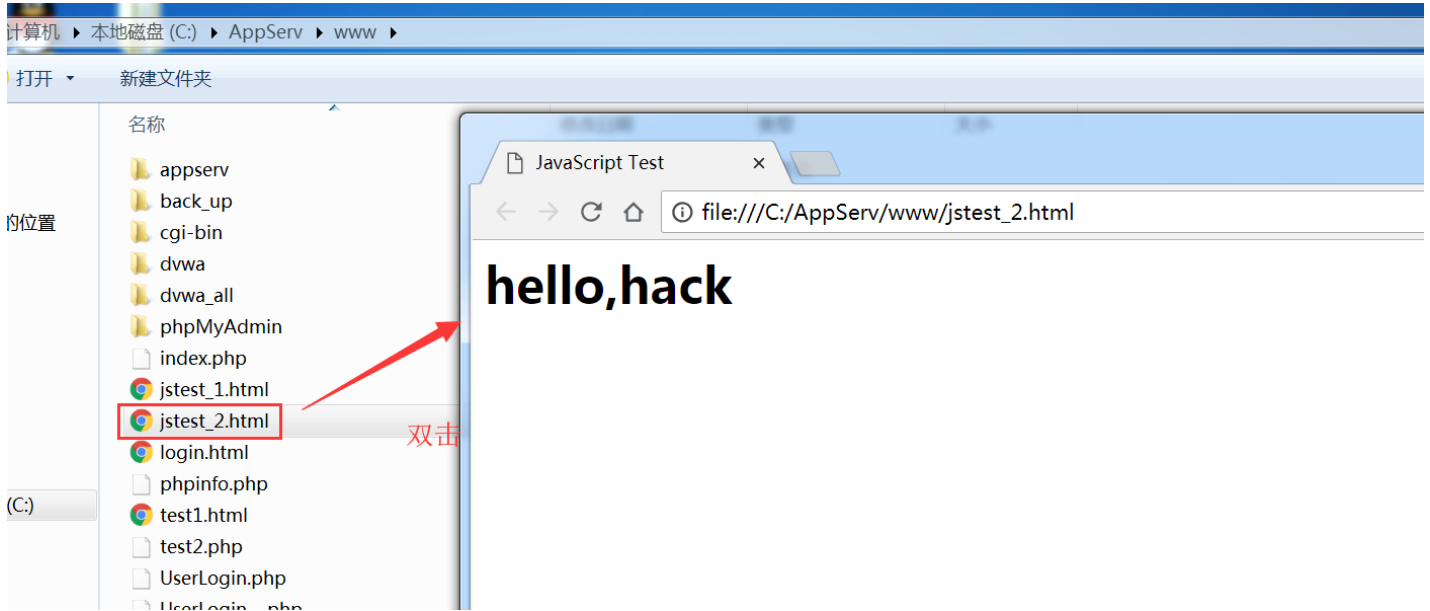 计算机 ▶ 本地磁盘 (C:) ▶ AppServ ▶ www ▶
打开 新建文件夹
名称
appserv
back_up
cgi-bin
dvwa
dvwa_all
phpMyAdmin
index.php
jstest_1.html
jstest_2.html
login.html
phpinfo.php
test1.html
test2.php
UserLogin.php
的位置
(C:)
双击
JavaScript Test
file:///C:/AppServ/www/jstest_2.html
hello,hack